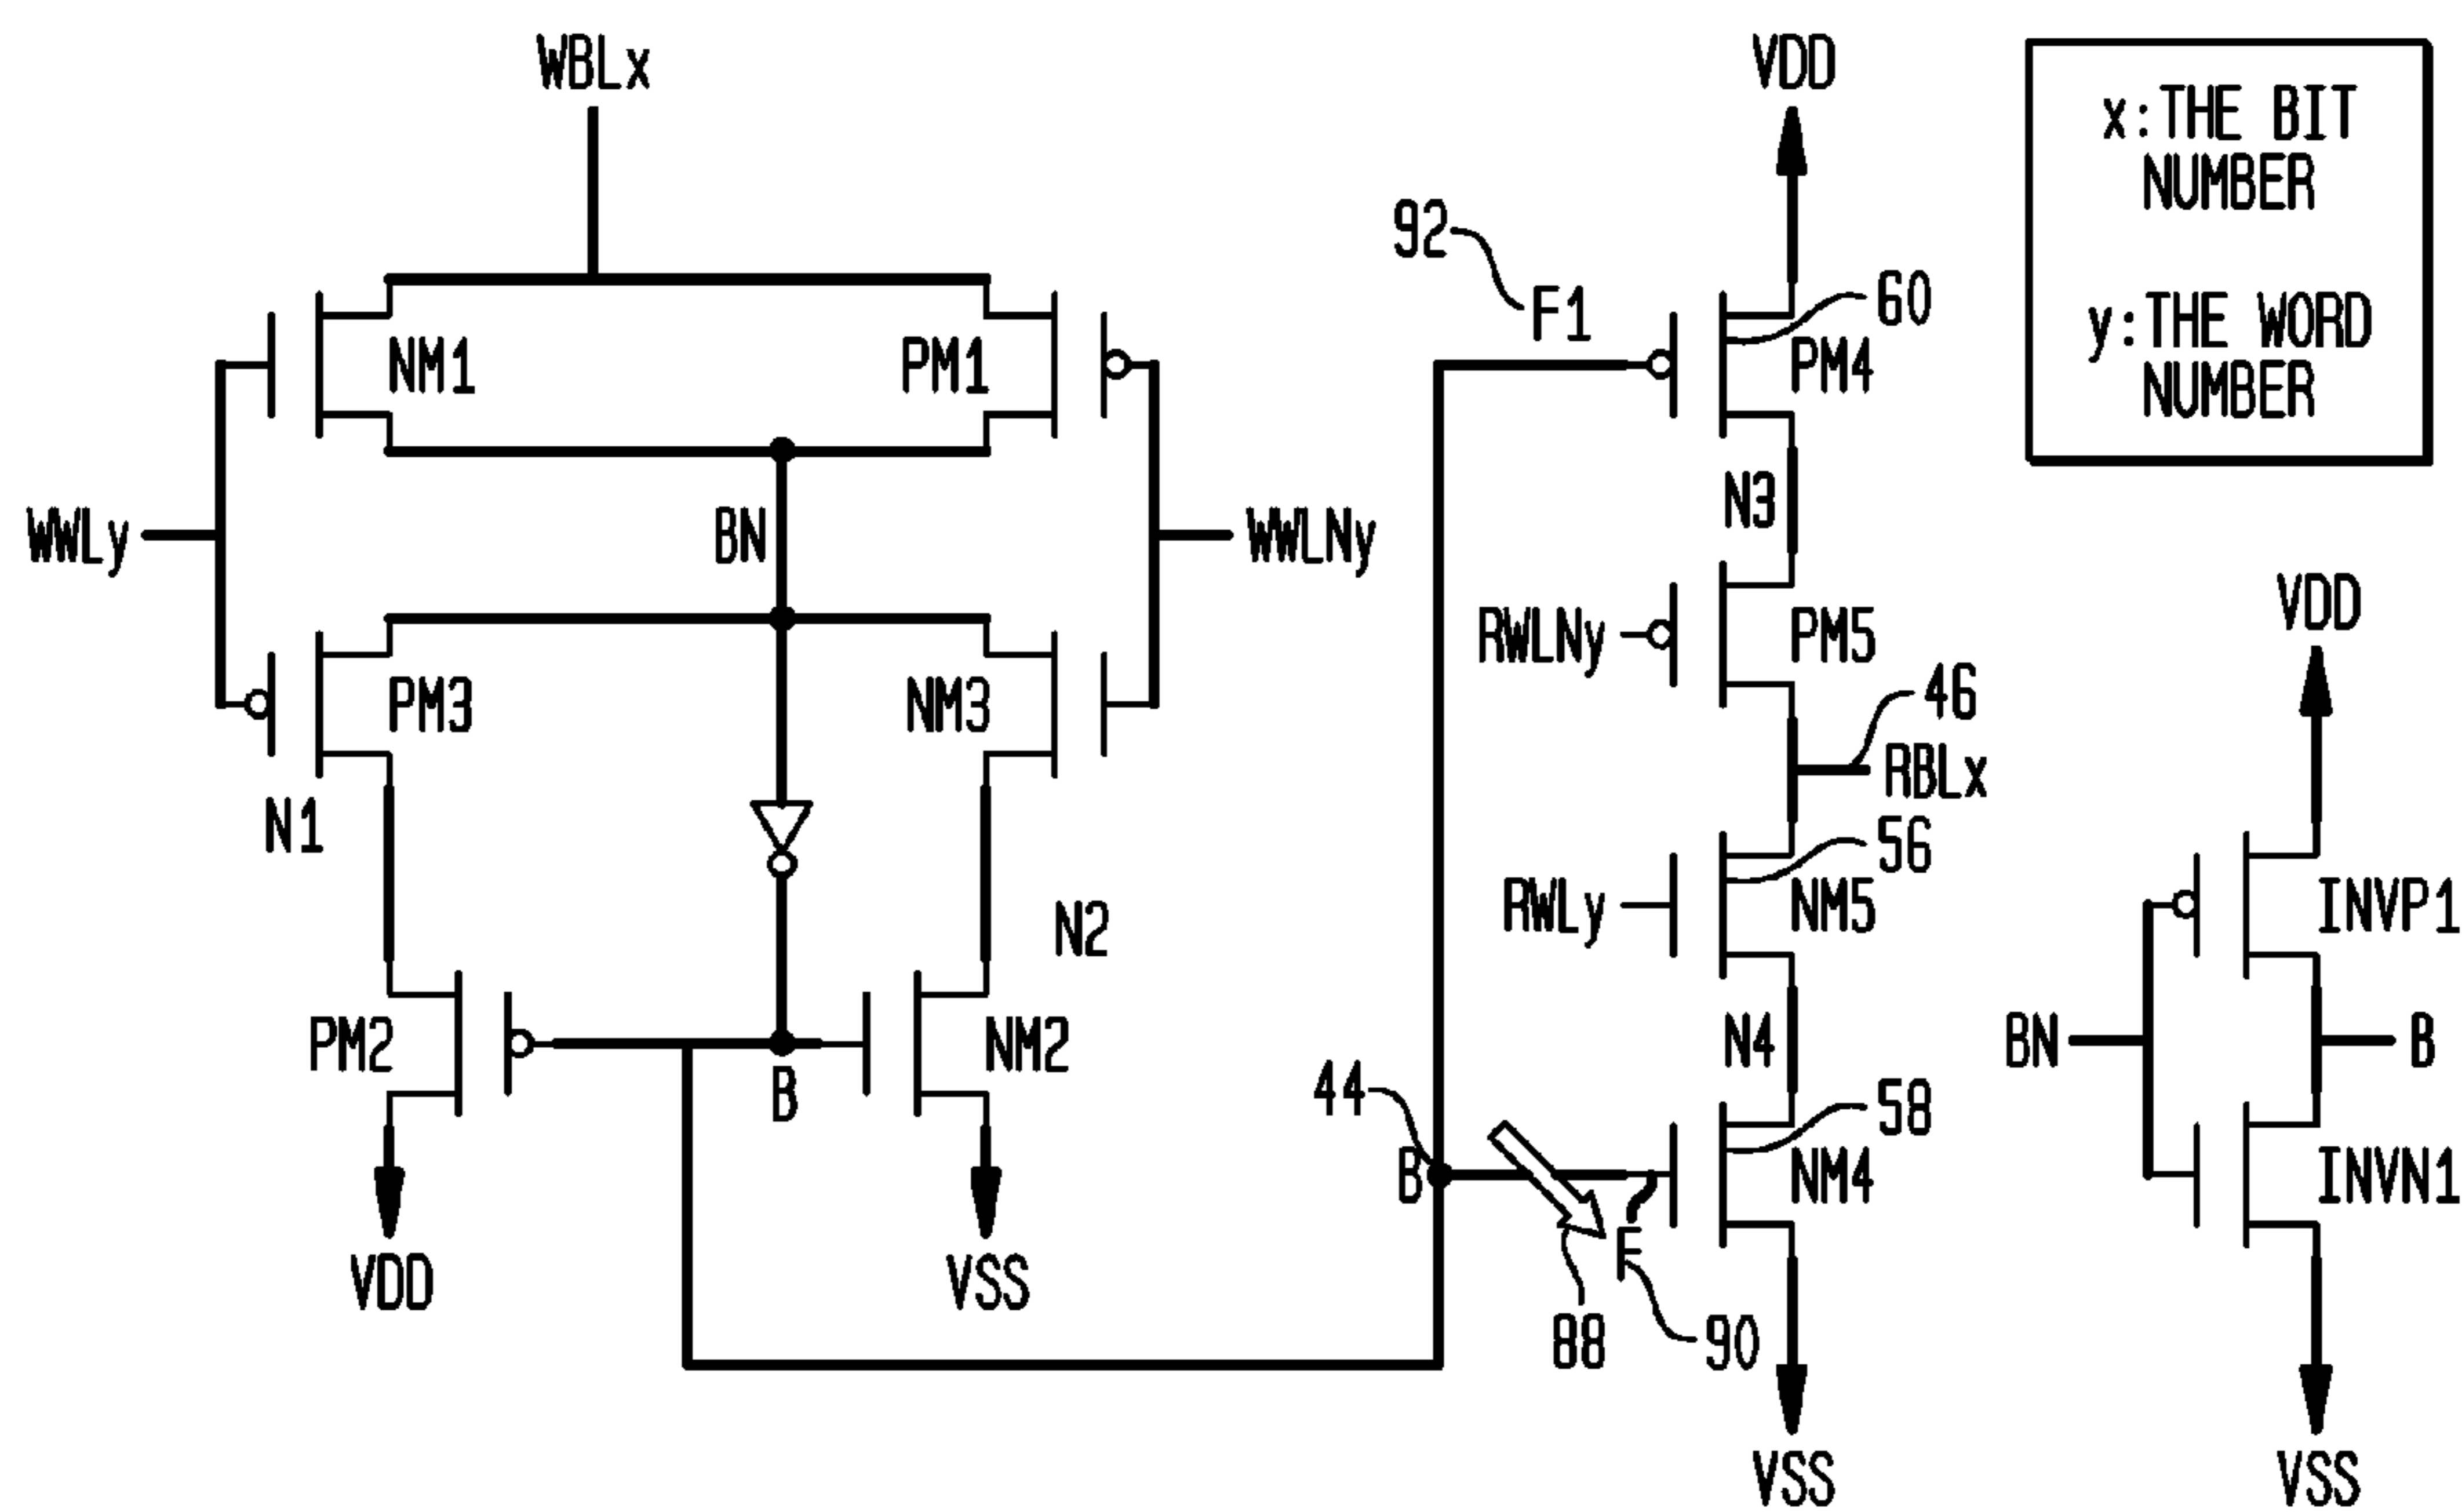 WBLx
VDD
x:THE BIT
NUMBER
y:THE WORD
NUMBER
92
F1
60
NM1
PM1
PM4
N3
WWLy
BN
WWLNy
RWLNy
PM5
VDD
PM3
NM3
46
RBLx
N1
56
RWLy
NM5
INVP1
N2
PM2
NM2
B
N4
BN
B
44
58
B
NM4
INVN1
F
VDD
VSS
88
90
VSS
VSS